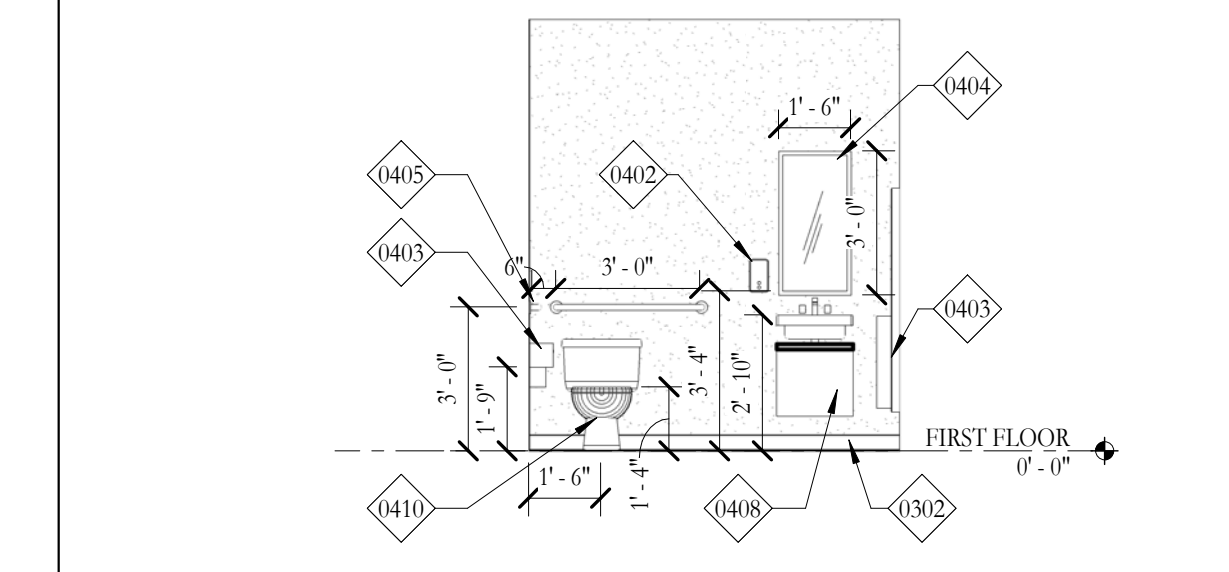 0404
1' - 6"
0405
0402
0403
3' - 0"
6"
3' - 0"
0403
3' - 0"
1' - 9"
3' - 4"
2' - 10"
FIRST FLOOR
0' - 0"
1' - 6"
1' - 4"
0410
0408
0302